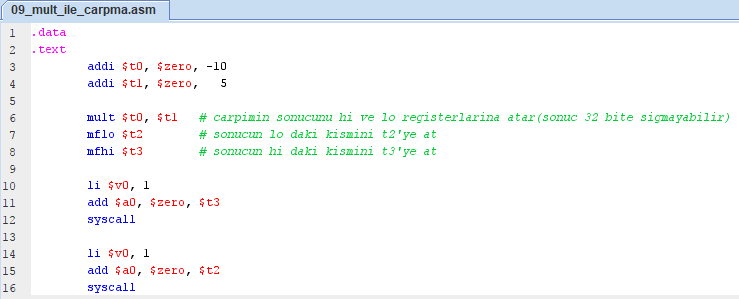 09_mult_ile_carpma.asm
1 .data
2 .text
3 addi $t0, $zero, -10
4 addi $t1, $zero, 5
5
6 mult $t0, $t1 # carpimin sonucunu hi ve lo registerlarina atar(sonuc 32 bite sigmayabilir)
7 mflo $t2 # sonucun lo daki kismini t2'ye at
8 mfhi $t3 # sonucun hi daki kismini t3'ye at
9
10 li $v0, 1
11 add $a0, $zero, $t3
12 syscall
13
14 li $v0, 1
15 add $a0, $zero, $t2
16 syscall